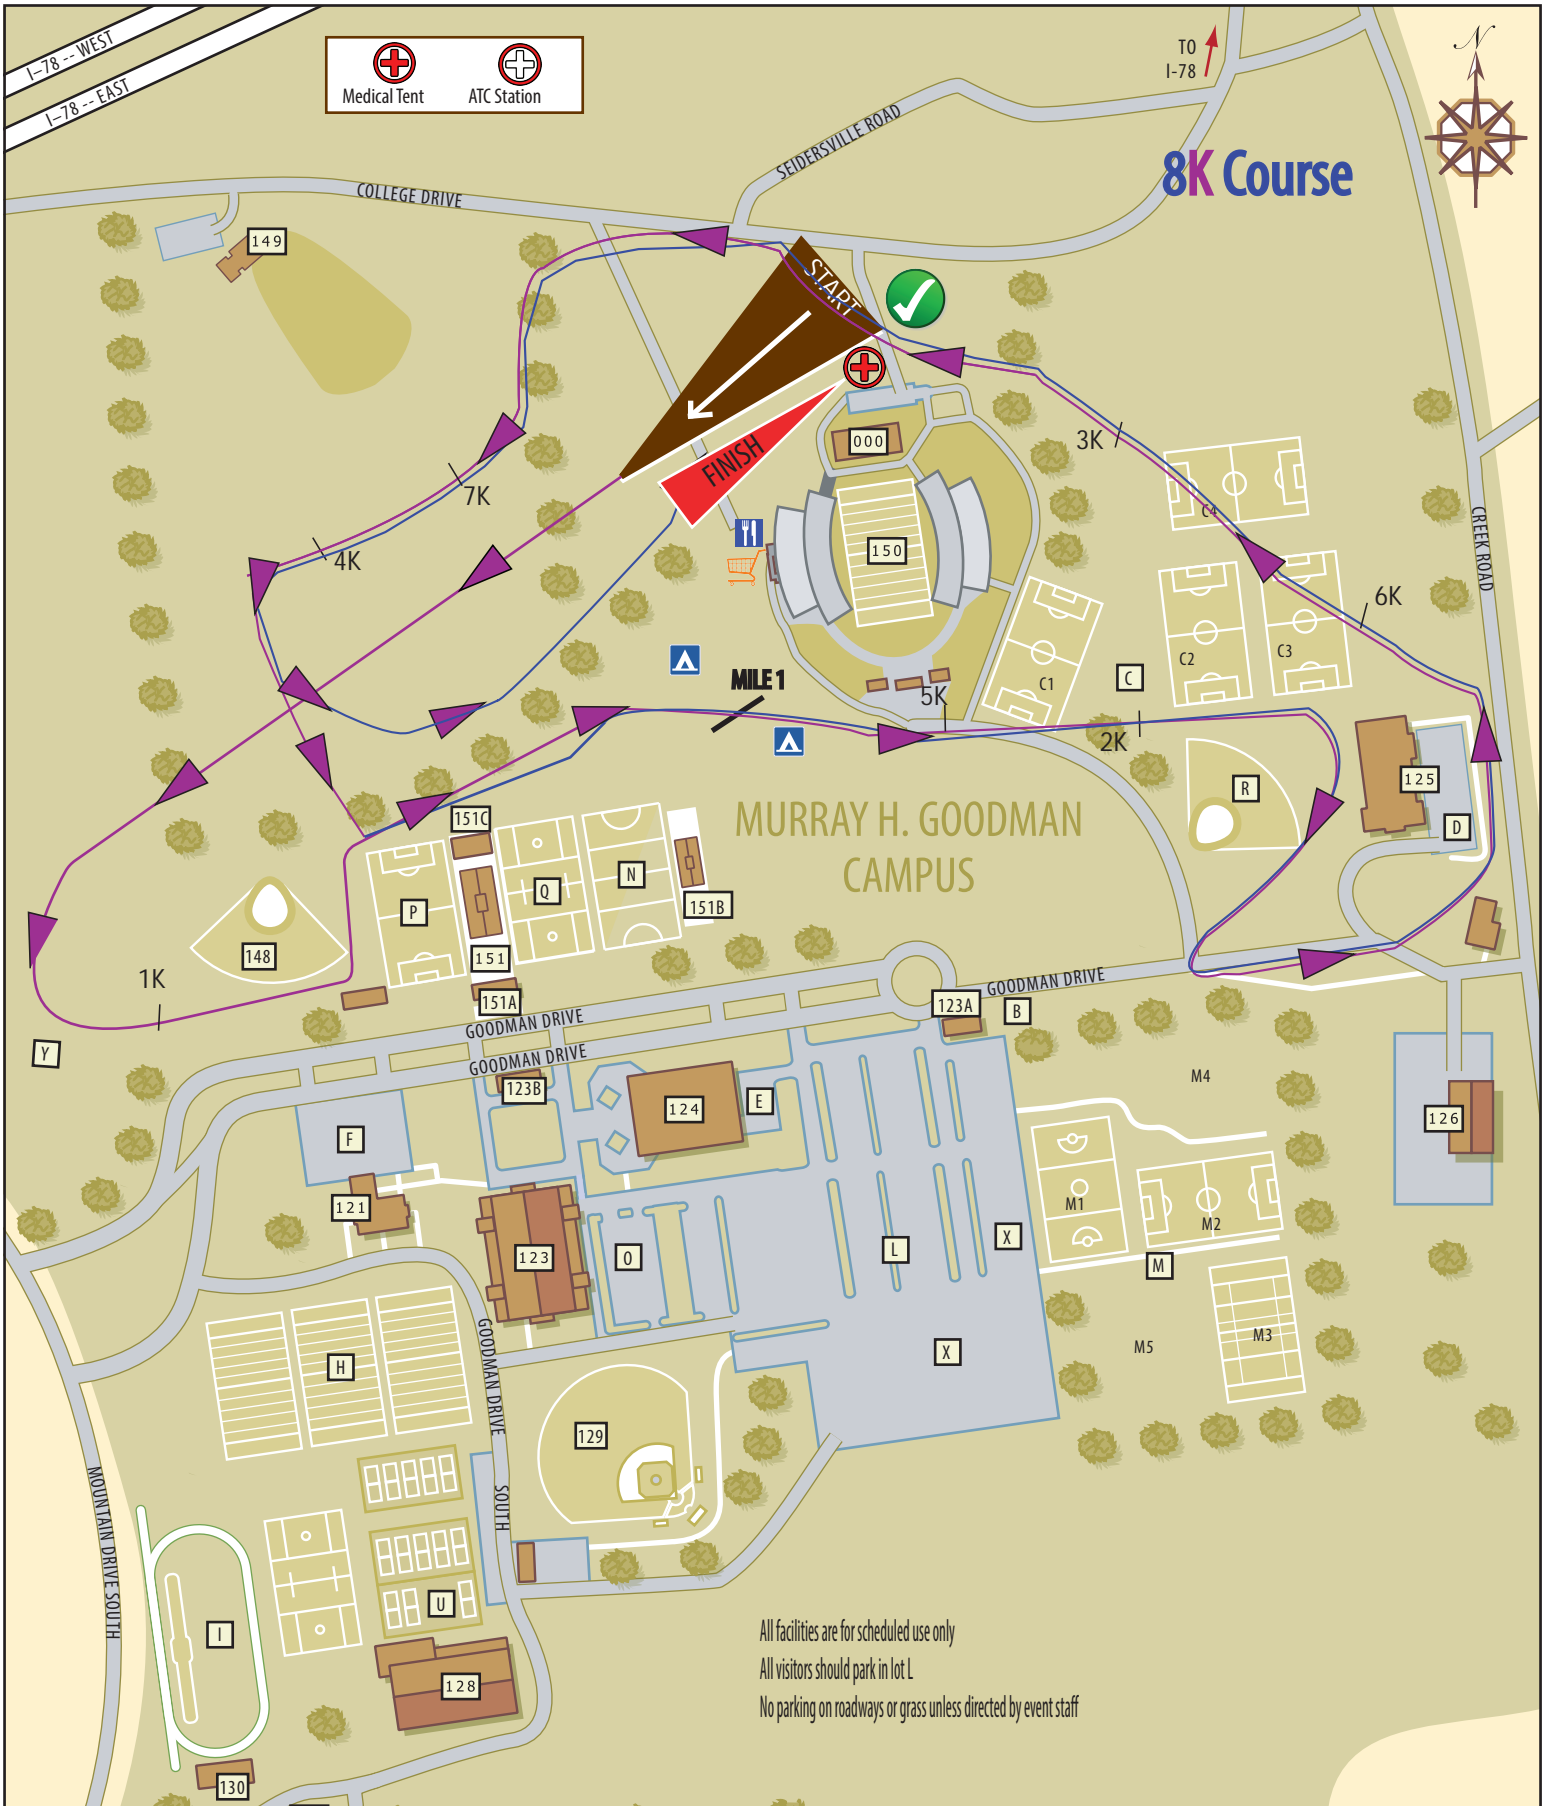 I-78 -- WEST
I-78 -- EAST
Medical Tent
ATC Station
TO
I-78
N
SEIDERSVILLE ROAD
8K Course
COLLEGE DRIVE
149
START
3K
000
FINISH
7K
C4
CREEK ROAD
4K
150
6K
C2
C3
C
C1
MILE 1
5K
2K
125
R
D
151C
MURRAY H. GOODMAN
CAMPUS
N
Q
P
151B
148
151
1K
151A
GOODMAN DRIVE
123A
B
GOODMAN DRIVE
Y
GOODMAN DRIVE
M4
123B
E
124
126
F
M1
121
M2
X
L
O
123
M
M3
M5
X
H
GOODMAN DRIVE
129
SOUTH
MOUNTAIN DRIVE SOUTH
U
I
128
130
All facilities are for scheduled use only
All visitors should park in lot L
No parking on roadways or grass unless directed by event staff